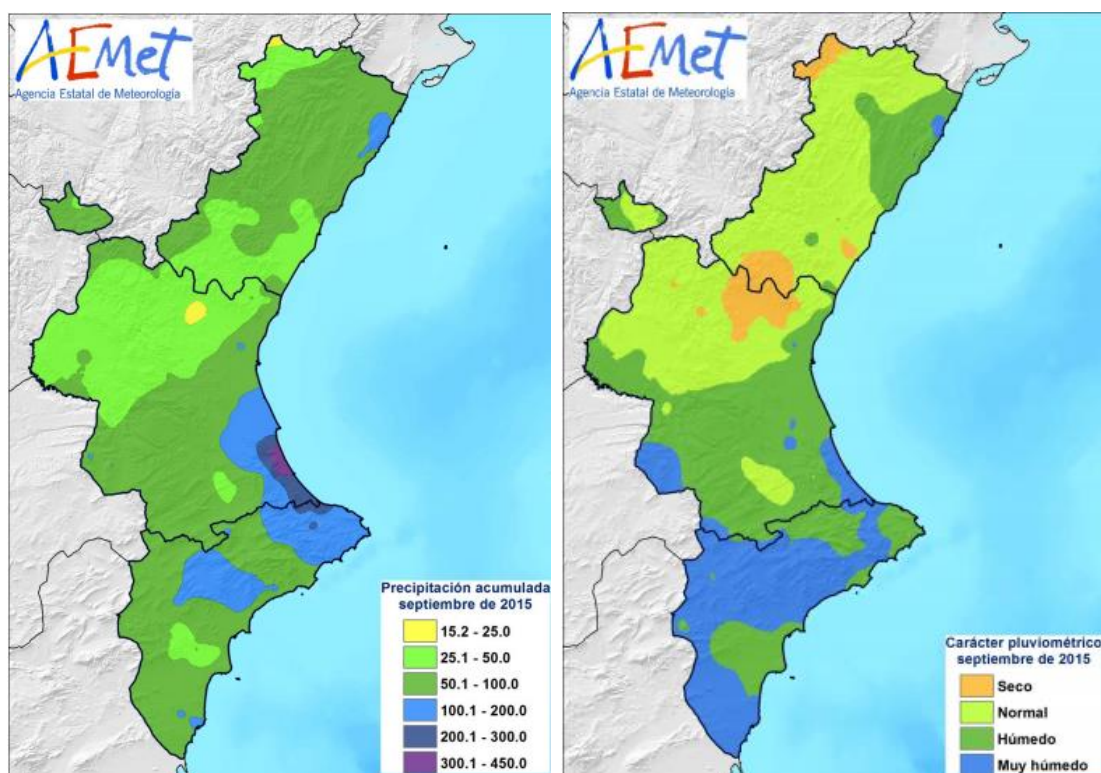 AEMet
Agencia Estatal de Meteorología
Precipitación acumulada
septiembre de 2015
15.2 - 25.0
25.1 - 50.0
50.1 - 100.0
100.1 - 200.0
200.1 - 300.0
300.1 - 450.0
AEMet
Agencia Estatal de Meteorología
Carácter pluviométrico
septiembre de 2015
Seco
Normal
Húmedo
Muy húmedo